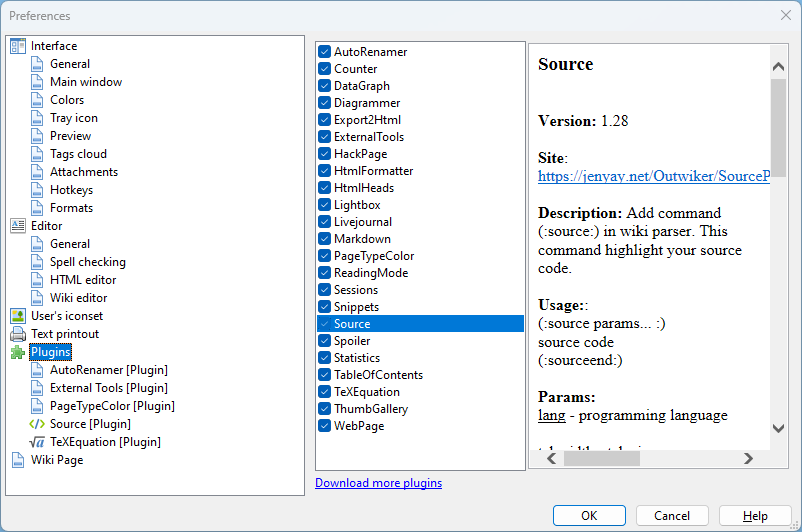 Preferences
Interface
General
Main window
Colors
Tray icon
Preview
Tags cloud
Attachments
Hotkeys
Formats
Editor
General
Spell checking
HTML editor
Wiki editor
User's iconset
Text printout
Plugins
AutoRenamer [Plugin]
External Tools [Plugin]
PageTypeColor [Plugin]
Source [Plugin]
TeXEquation [Plugin]
Wiki Page
AutoRenamer
Counter
DataGraph
Diagrammer
Export2Html
ExternalTools
HackPage
HtmlFormatter
HtmlHeads
Lightbox
Livejournal
Markdown
PageTypeColor
ReadingMode
Sessions
Snippets
Source
Spoiler
Statistics
TableOfContents
TeXEquation
ThumbGallery
WebPage
Download more plugins
Source
Version: 1.28
Site:
https://jenyay.net/Outwiker/SourceP
Description: Add command
(:source:) in wiki parser. This
command highlight your source
code.
Usage::
(:source params... :)
source code
(:sourceend:)
Params:
lang - programming language
OK
Cancel
Help